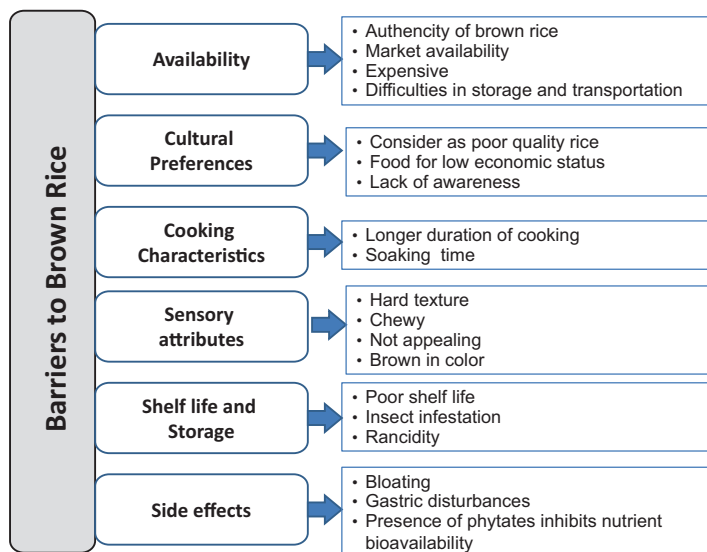 Barriers to Brown Rice
Availability
• Authencity of brown rice
• Market availability
• Expensive
• Difficulties in storage and transportation
Cultural
Preferences
• Consider as poor quality rice
• Food for low economic status
• Lack of awareness
Cooking
Characteristics
• Longer duration of cooking
• Soaking time
Sensory
attributes
• Hard texture
• Chewy
• Not appealing
• Brown in color
Shelf life and
Storage
• Poor shelf life
• Insect infestation
• Rancidity
Side effects
• Bloating
• Gastric disturbances
• Presence of phytates inhibits nutrient
bioavailability